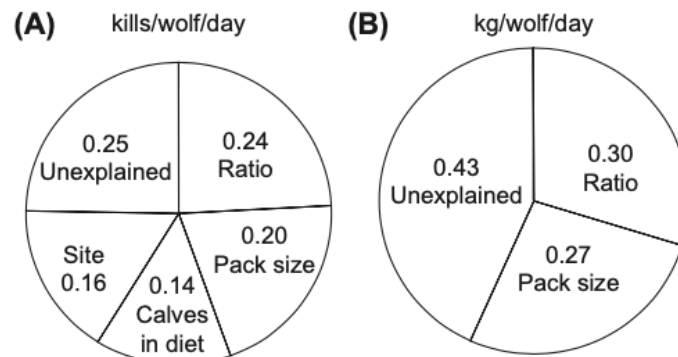 (A) kills/wolf/day
0.25
Unexplained
0.24
Ratio
0.20
Pack size
0.14
Calves
in diet
Site
0.16
(B) kg/wolf/day
0.43
Unexplained
0.30
Ratio
0.27
Pack size